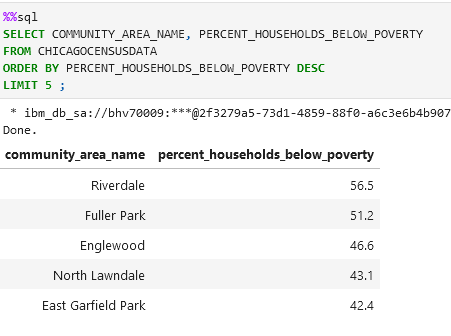 %%sql
SELECT COMMUNITY_AREA_NAME, PERCENT_HOUSEHOLDS_BELOW_POVERTY
FROM CHICAGOCENSUSDATA
ORDER BY PERCENT_HOUSEHOLDS_BELOW_POVERTY DESC
LIMIT 5 ;
* ibm_db_sa://bhv70009:***@2f3279a5-73d1-4859-88f0-a6c3e6b4b907
Done.
community_area_name percent_households_below_poverty
Riverdale 56.5
Fuller Park 51.2
Englewood 46.6
North Lawndale 43.1
East Garfield Park 42.4